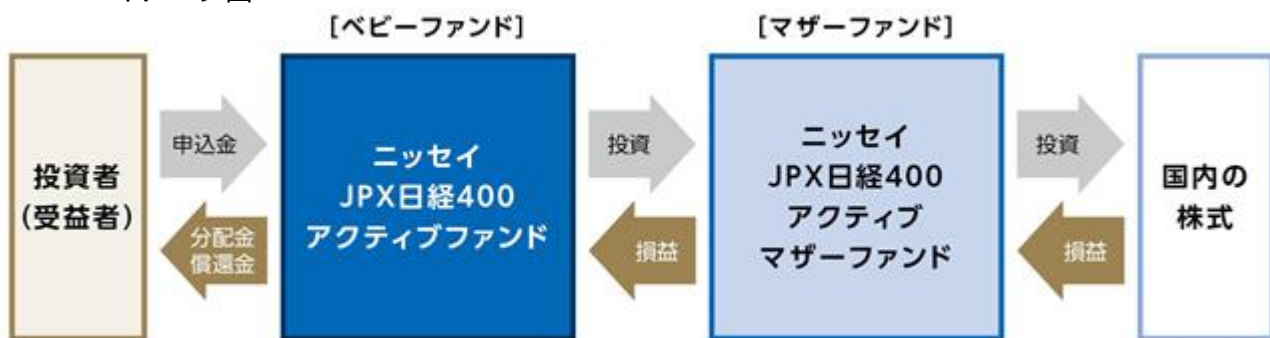 [ベビーファンド]
[マザーファンド]
投資者
(受益者)
申込金
分配金
償還金
ニッセイ
JPX日経400
アクティブファンド
投資
損益
ニッセイ
JPX日経400
アクティブ
マザーファンド
投資
損益
国内の
株式